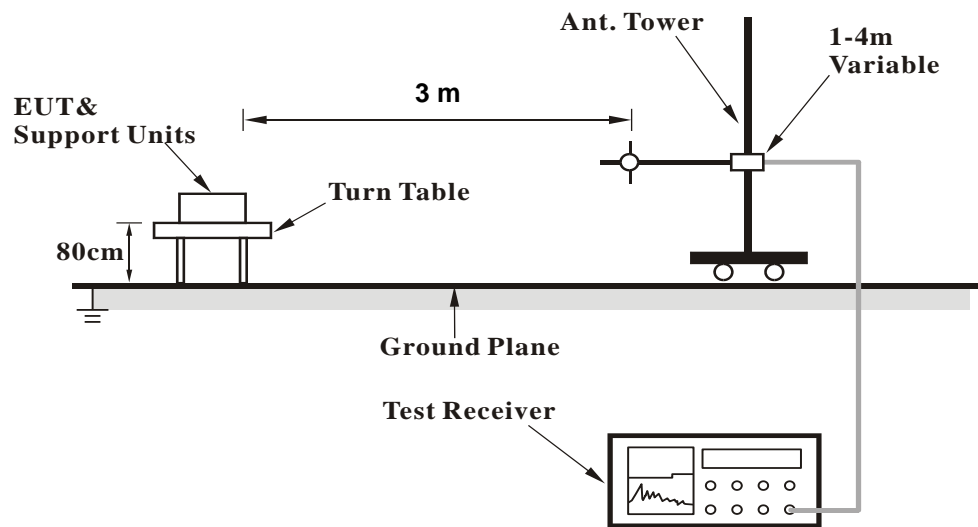 Ant. Tower
1-4m
Variable
3 m
EUT&
Support Units
Turn Table
80cm
Ground Plane
Test Receiver